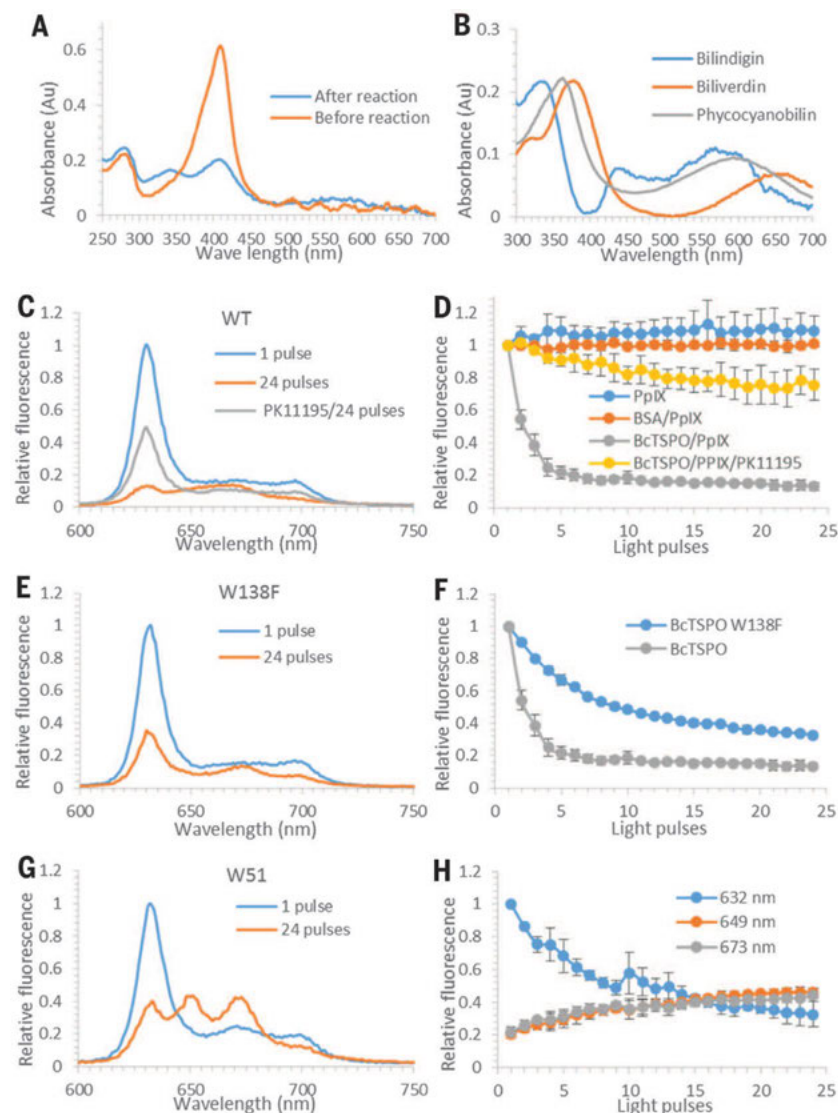 A
Absorbance (Au)
0.6
0.4
0.2
0
After reaction
Before reaction
250 300 350 400 450 500 550 600 700
Wave length (nm)
B
Absorbance (Au)
0.2
0.1
0
Bilindigin
Biliverdin
Phycocyanobilin
300 400 500 600 700
Wavelength (nm)
C
WT
Relative fluorescence
1.2
1
0.8
0.6
0.4
0.2
0
1 pulse
24 pulses
PK11195/24 pulses
600 650 700 750
Wavelength (nm)
D
Relative fluorescence
1.2
1
0.8
0.6
0.4
0.2
0
PpIX
BSA/PpIX
BcTSPO/PpIX
BcTSPO/PPIX/PK11195
0 5 10 15 20 25
Light pulses
E
W138F
Relative fluorescence
1.2
1
0.8
0.6
0.4
0.2
0
1 pulse
24 pulses
600 650 700 750
Wavelength (nm)
F
Relative fluorescence
1.2
1
0.8
0.6
0.4
0.2
0
BcTSPO W138F
BcTSPO
0 5 10 15 20 25
Light pulses
G
W51
Relative fluorescence
1.2
1
0.8
0.6
0.4
0.2
0
1 pulse
24 pulses
600 650 700 750
Wavelength (nm)
H
Relative fluorescence
1.2
1
0.8
0.6
0.4
0.2
0
632 nm
649 nm
673 nm
0 5 10 15 20 25
Light pulses